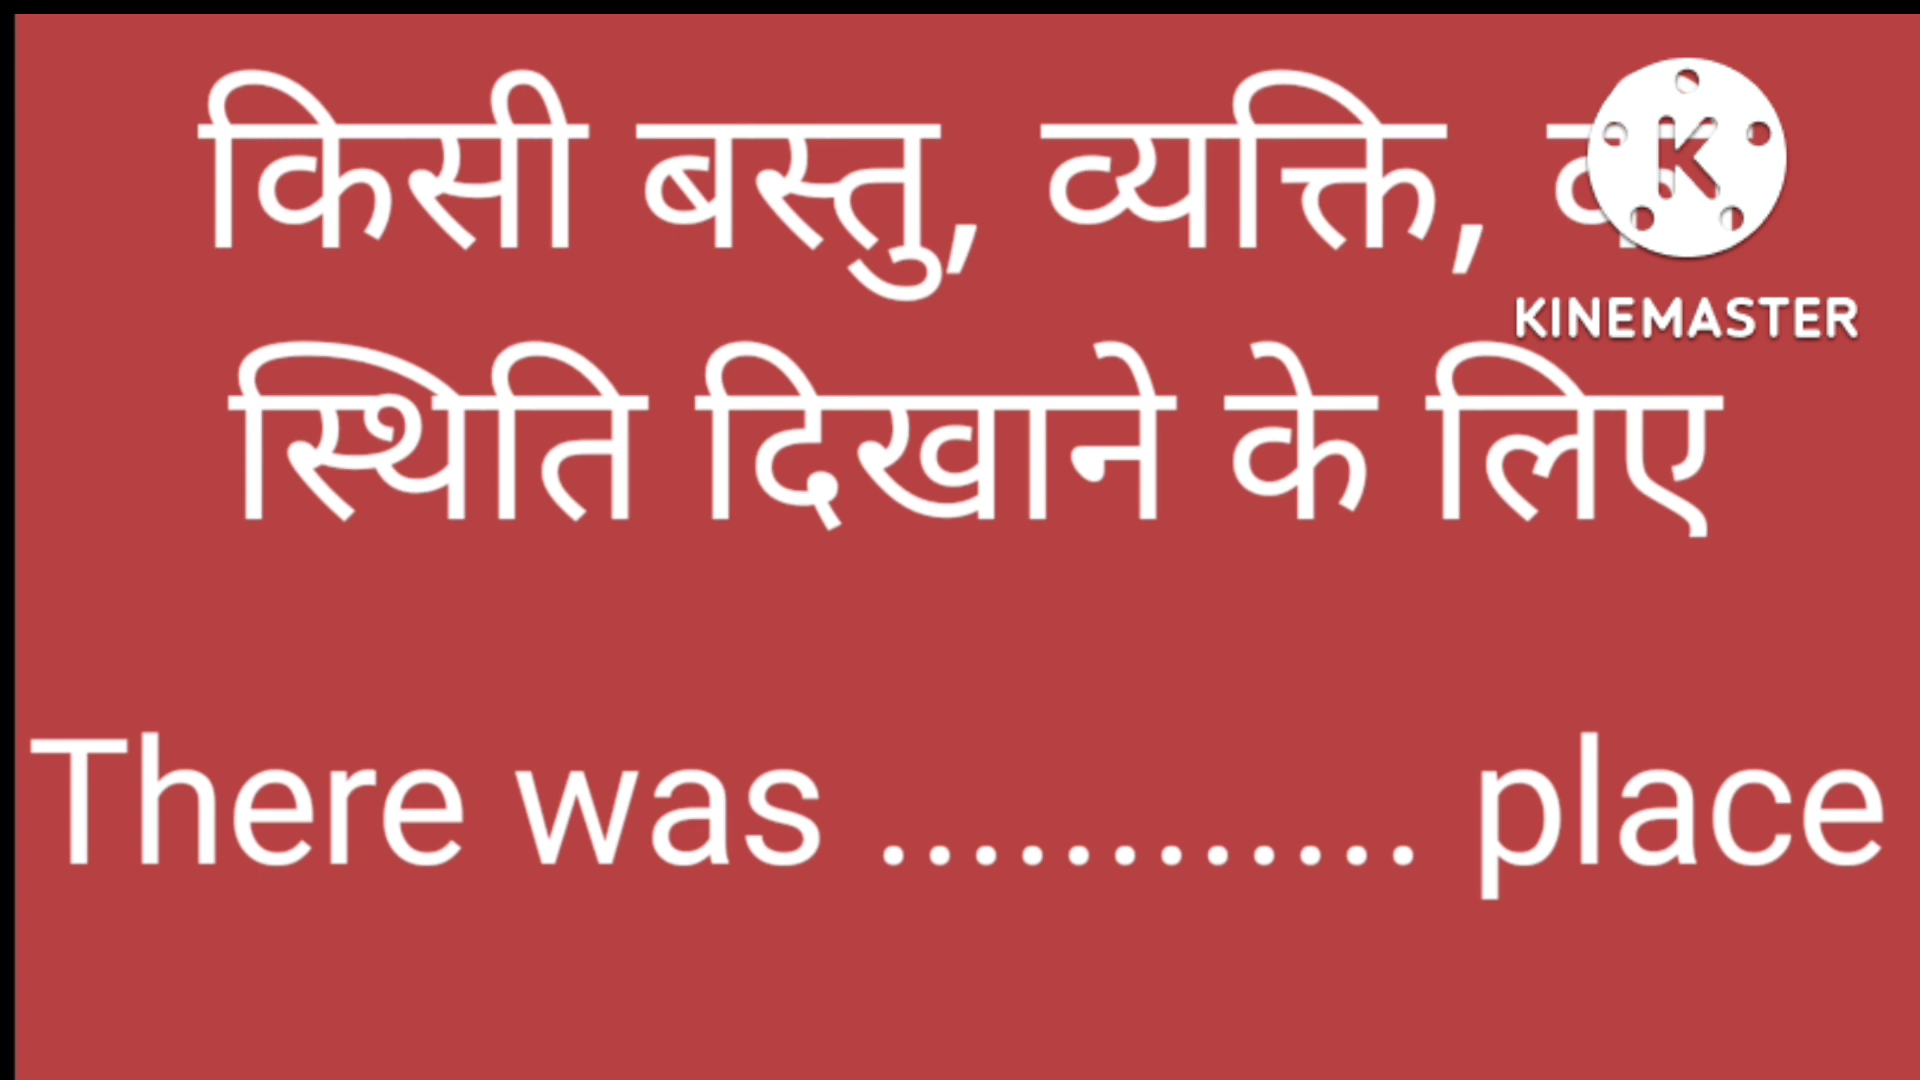 किसी बस्तु, व्यक्ति,
KINEMASTER
स्थिति दिखाने के लिए
There was ............ place